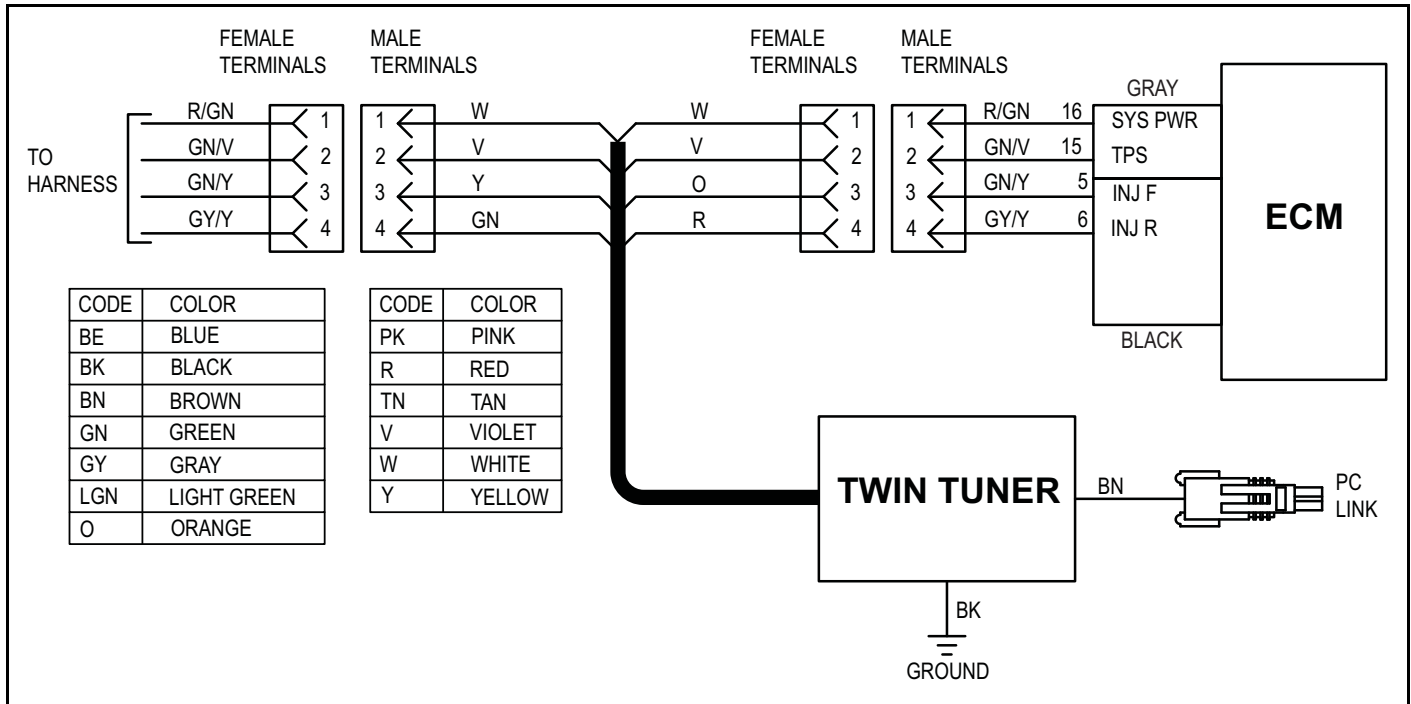 FEMALE TERMINALS
MALE TERMINALS
FEMALE TERMINALS
MALE TERMINALS
TO HARNESS
R/GN 1
GN/V 2
GN/Y 3
GY/Y 4
1 W
2 V
3 Y
4 GN
W 1
V 2
O 3
R 4
GRAY
1 R/GN 16 SYS PWR
2 GN/V 15 TPS
3 GN/Y 5 INJ F
4 GY/Y 6 INJ R
BLACK
ECM
CODE COLOR
BE BLUE
BK BLACK
BN BROWN
GN GREEN
GY GRAY
LGN LIGHT GREEN
O ORANGE
CODE COLOR
PK PINK
R RED
TN TAN
V VIOLET
W WHITE
Y YELLOW
TWIN TUNER
BN
PC LINK
BK
GROUND